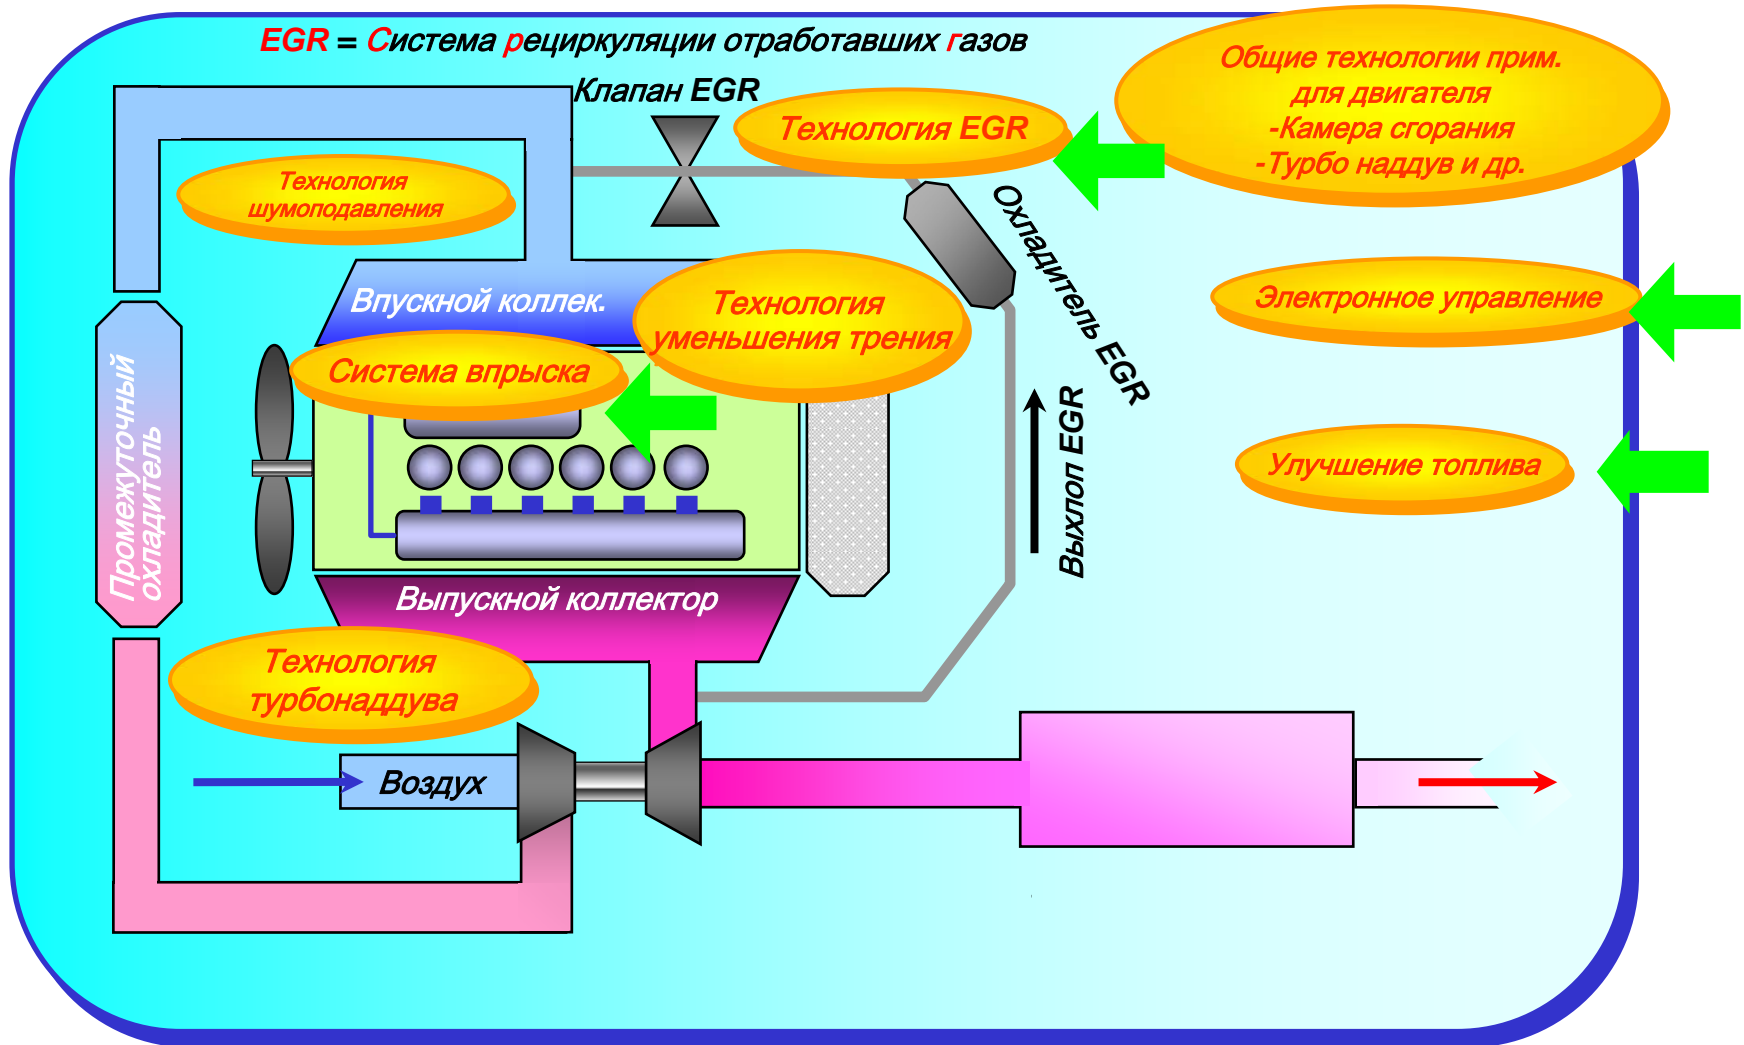 EGR = Система рециркуляции отработавших газов
Клапан EGR
Технология EGR
Общие технологии прим.
для двигателя
-Камера сгорания
-Турбо наддув и др.
Технология
шумоподавления
Охладитель EGR
Впускной коллек.
Технология
уменьшения трения
Электронное управление
Система впрыска
Промежуточный
охладитель
Выхлоп EGR
Улучшение топлива
Выпускной коллектор
Технология
турбонаддува
Воздух